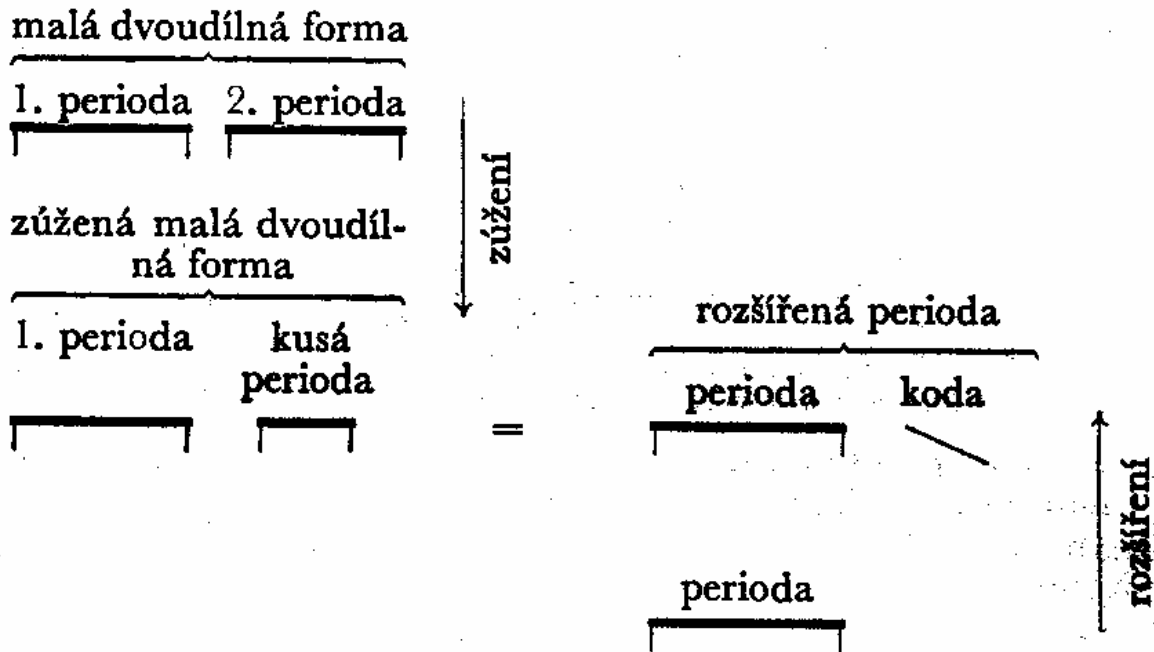 malá dvoudílná forma
1. perioda 2. perioda
zúžení
zúžená malá dvoudíl-
ná forma
1. perioda kusá
perioda
=
rozšířená perioda
perioda koda
rozšíření
perioda